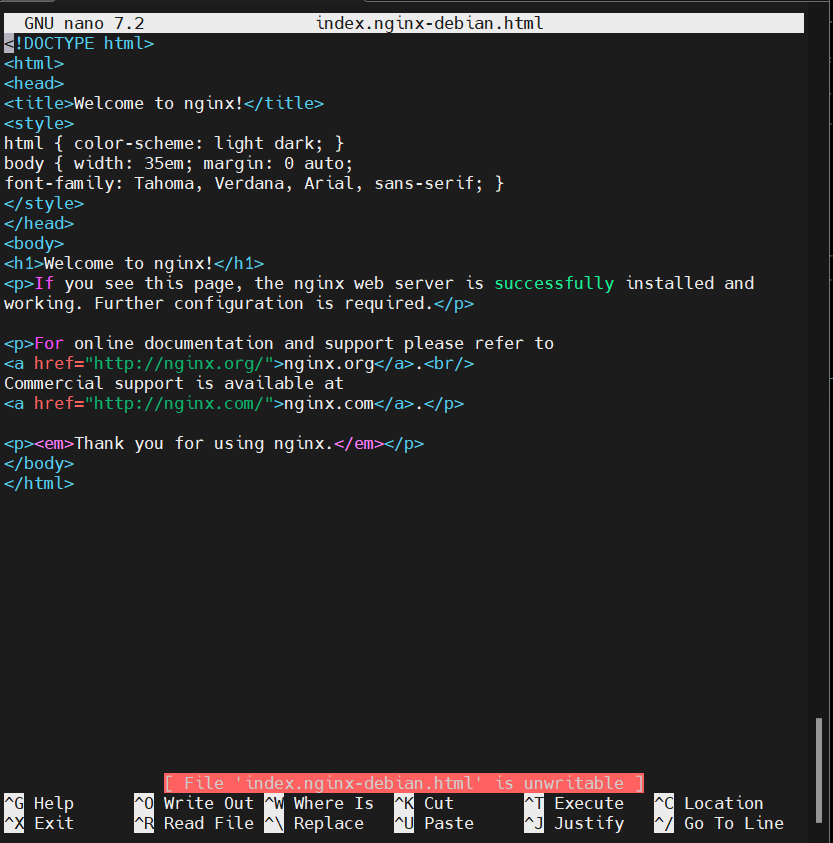 GNU nano 7.2 index.nginx-debian.html
<!DOCTYPE html>
<html>
<head>
<title>Welcome to nginx!</title>
<style>
html { color-scheme: light dark; }
body { width: 35em; margin: 0 auto;
font-family: Tahoma, Verdana, Arial, sans-serif; }
</style>
</head>
<body>
<h1>Welcome to nginx!</h1>
<p>If you see this page, the nginx web server is successfully installed and
working. Further configuration is required.</p>

<p>For online documentation and support please refer to
<a href="http://nginx.org/">nginx.org</a>.<br/>
Commercial support is available at
<a href="http://nginx.com/">nginx.com</a>.</p>

<p><em>Thank you for using nginx.</em></p>
</body>
</html>
[ File 'index.nginx-debian.html' is unwritable ]
^G Help ^O Write Out ^W Where Is ^K Cut ^T Execute ^C Location
^X Exit ^R Read File ^\ Replace ^U Paste ^J Justify ^/ Go To Line